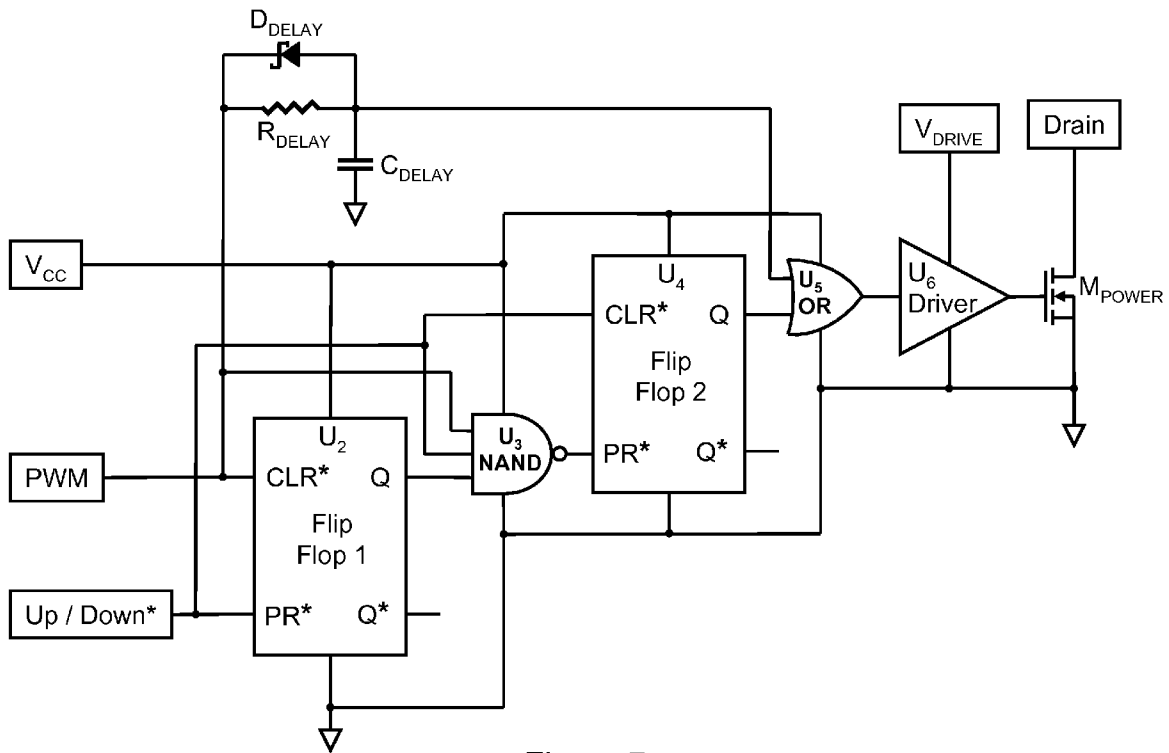 D_DELAY
R_DELAY
C_DELAY
V_DRIVE
Drain
V_CC
U_4
CLR*
Q
Flip
Flop 2
PR*
Q*
U_5
OR
U_6
Driver
M_POWER
U_3
NAND
PWM
U_2
CLR*
Q
Flip
Flop 1
Up / Down*
PR*
Q*